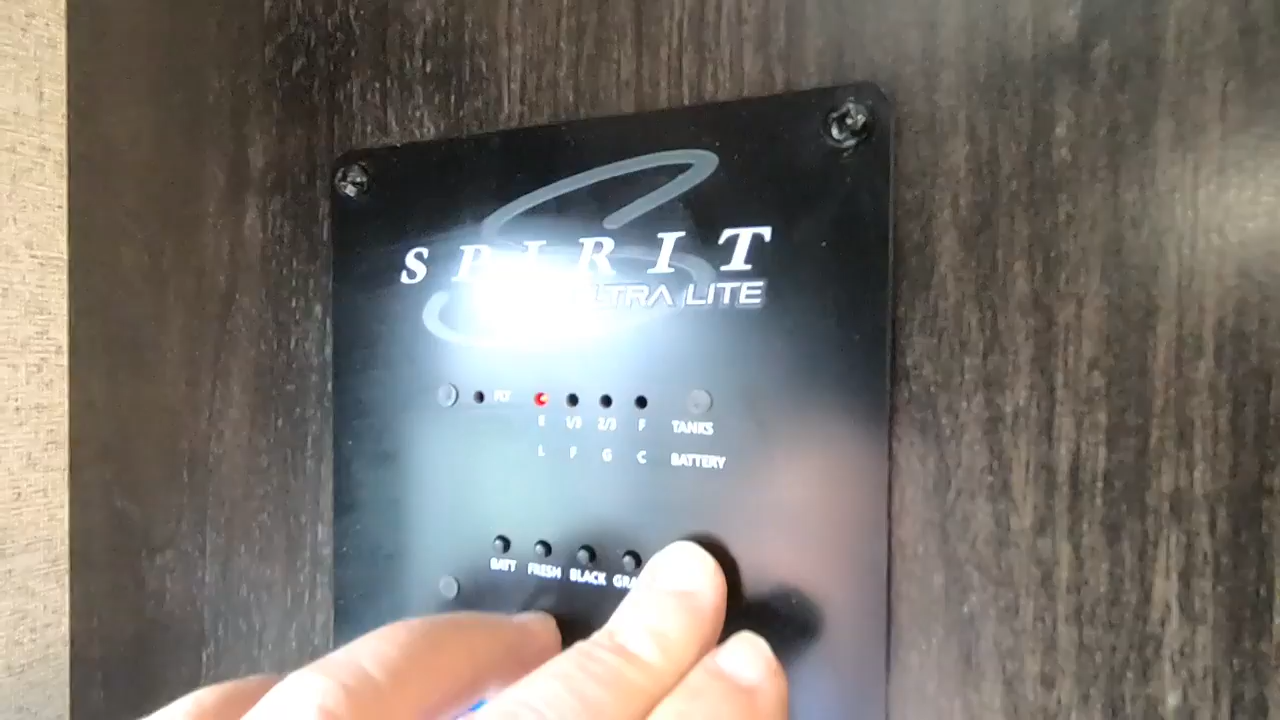 SPIRIT
ULTRA LITE
E 1/3 2/3 F TANKS
L F G C BATTERY
BATT FRESH BLACK